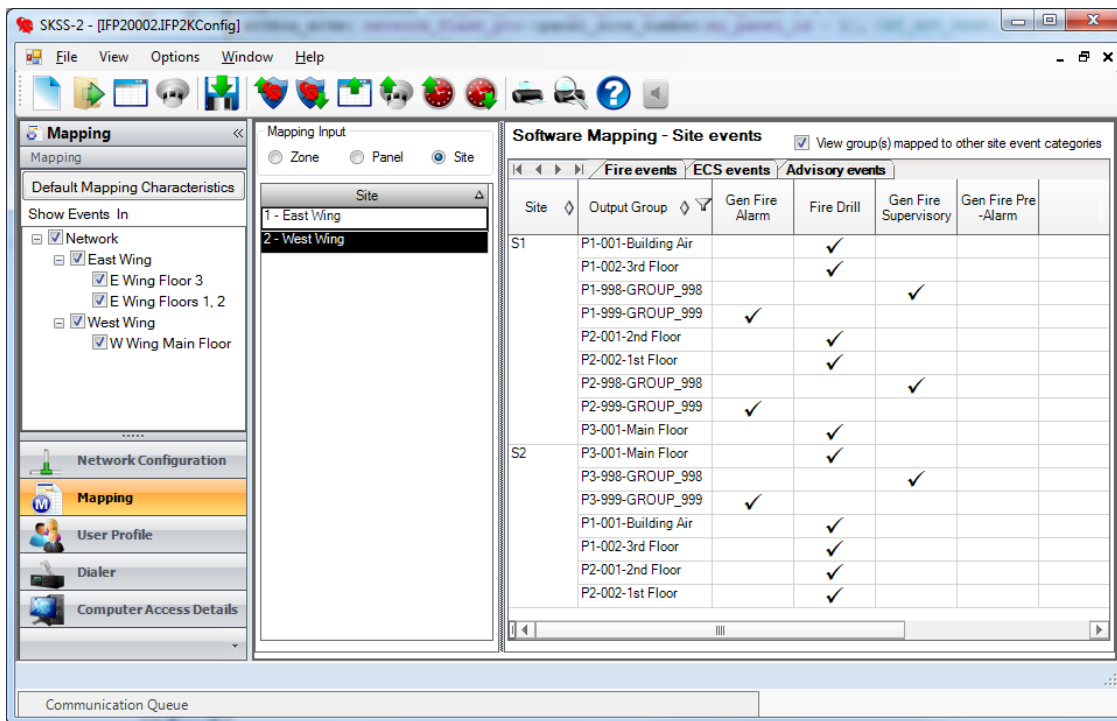 SKSS-2 - [IFP20002.IFP2KConfig]
File View Options Window Help
Mapping «
Mapping
Default Mapping Characteristics
Show Events In
Network
East Wing
E Wing Floor 3
E Wing Floors 1, 2
West Wing
W Wing Main Floor
Network Configuration
Mapping
User Profile
Dialer
Computer Access Details
Mapping Input
Zone Panel Site
Site
1 - East Wing
2 - West Wing
Software Mapping - Site events
View group(s) mapped to other site event categories
Fire events ECS events Advisory events
Site Output Group Gen Fire Alarm Fire Drill Gen Fire Supervisory Gen Fire Pre -Alarm
S1 P1-001-Building Air ✓
P1-002-3rd Floor ✓
P1-998-GROUP_998 ✓
P1-999-GROUP_999 ✓
P2-001-2nd Floor ✓
P2-002-1st Floor ✓
P2-998-GROUP_998 ✓
P2-999-GROUP_999 ✓
P3-001-Main Floor ✓
S2 P3-001-Main Floor ✓
P3-998-GROUP_998 ✓
P3-999-GROUP_999 ✓
P1-001-Building Air ✓
P1-002-3rd Floor ✓
P2-001-2nd Floor ✓
P2-002-1st Floor ✓
Communication Queue